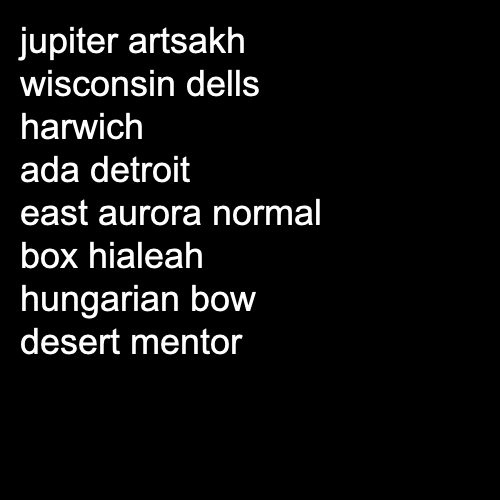 jupiter artsakh
wisconsin dells
harwich
ada detroit
east aurora normal
box hialeah
hungarian bow
desert mentor